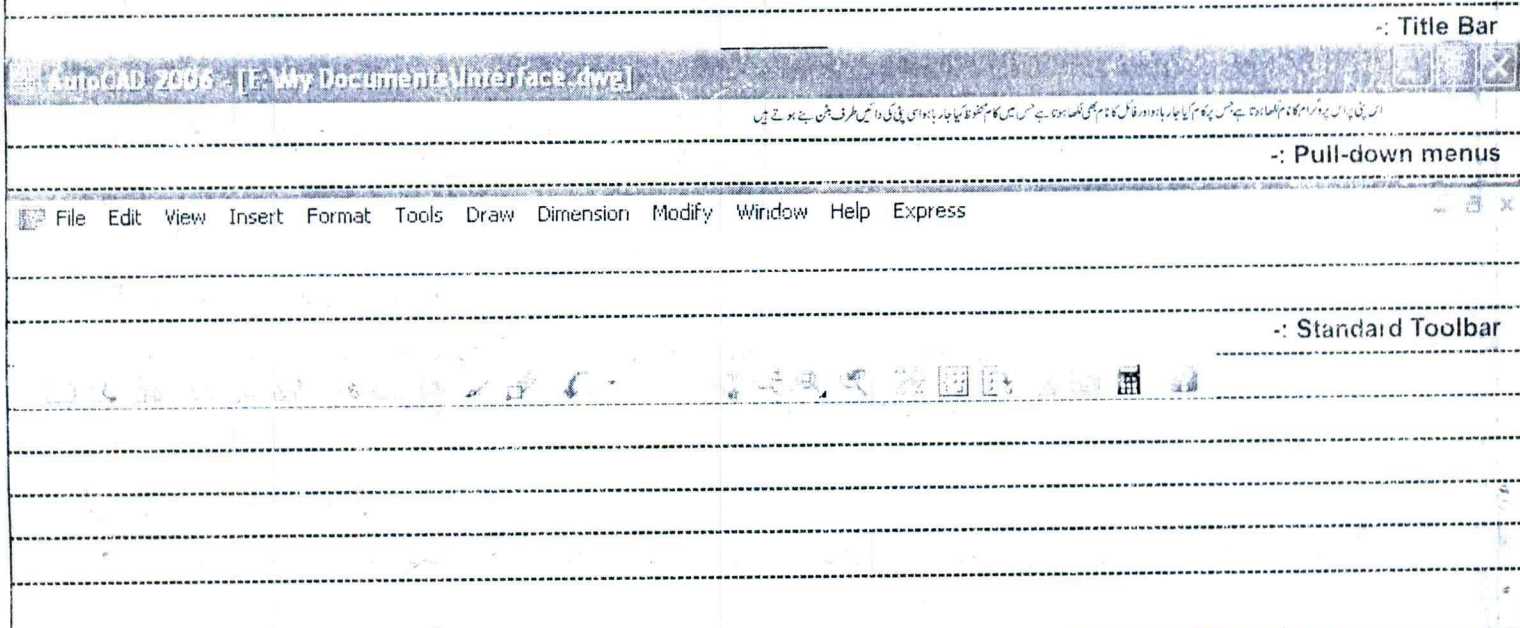 -: Title Bar
AutoCAD 2006 - [E:\My Documents\Interface.dwg]
اس پٹی پر اس پروگرام کا نام لکھا ہوتا ہے جس پر کام کیا جا رہا ہو اور فائل کا نام بھی لکھا ہوتا ہے جس میں کام محفوظ کیا جا رہا ہو اسی پٹی کی دائیں طرف بٹن بنے ہوتے ہیں
-: Pull-down menus
File Edit View Insert Format Tools Draw Dimension Modify Window Help Express
-: Standard Toolbar